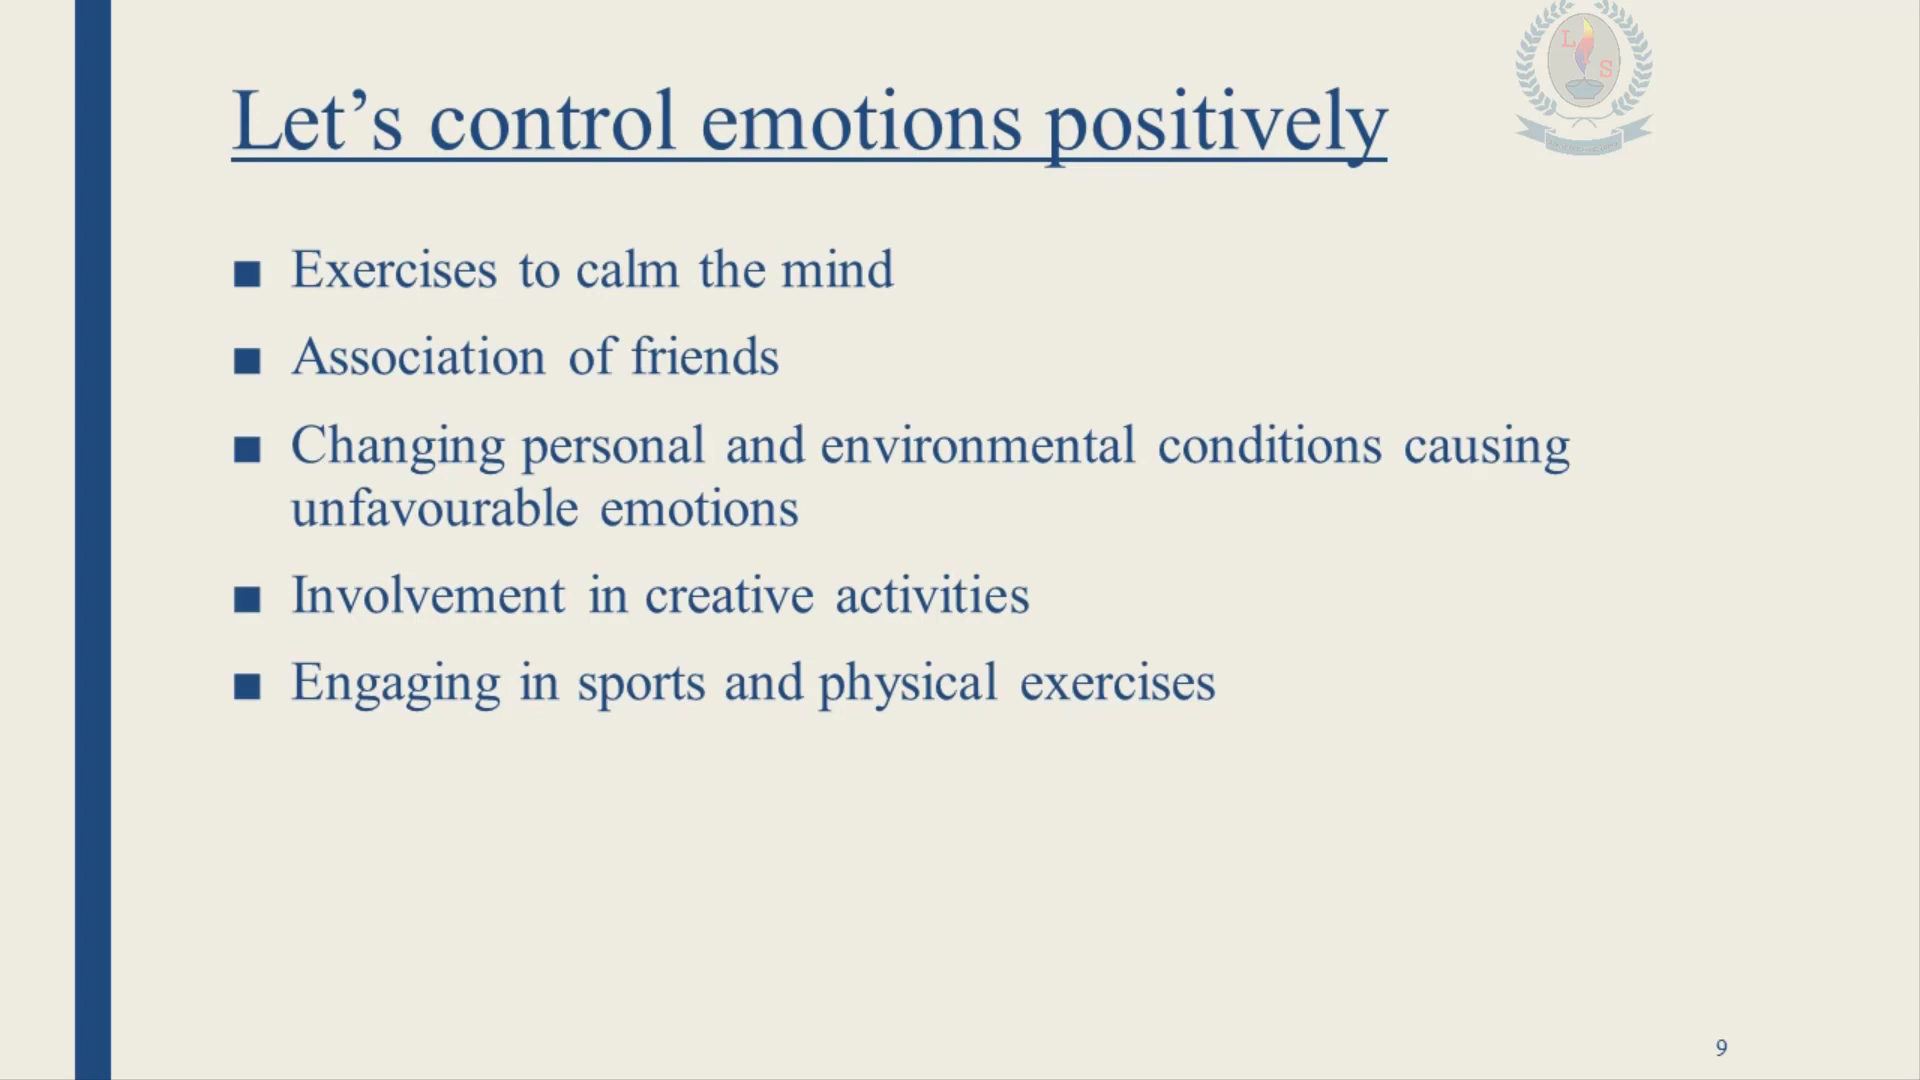 L
S
Let’s control emotions positively
■ Exercises to calm the mind
■ Association of friends
■ Changing personal and environmental conditions causing
unfavourable emotions
■ Involvement in creative activities
■ Engaging in sports and physical exercises
9